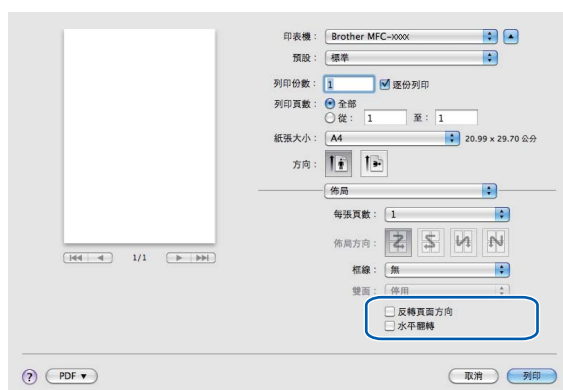 印表機： Brother MFC-xxxx
預設： 標準
列印份數： 1 逐份列印
列印頁數： 全部
從： 1 至： 1
紙張大小： A4 20.99 x 29.70 公分
方向：
佈局
每張頁數： 1
佈局方向：
框線： 無
雙面： 停用
反轉頁面方向
水平翻轉
1/1
? PDF ▼ 取消 列印